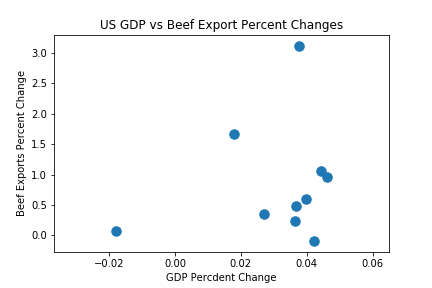 US GDP vs Beef Export Percent Changes
Beef Exports Percent Change
3.0
2.5
2.0
1.5
1.0
0.5
0.0
−0.02 0.00 0.02 0.04 0.06
GDP Percdent Change